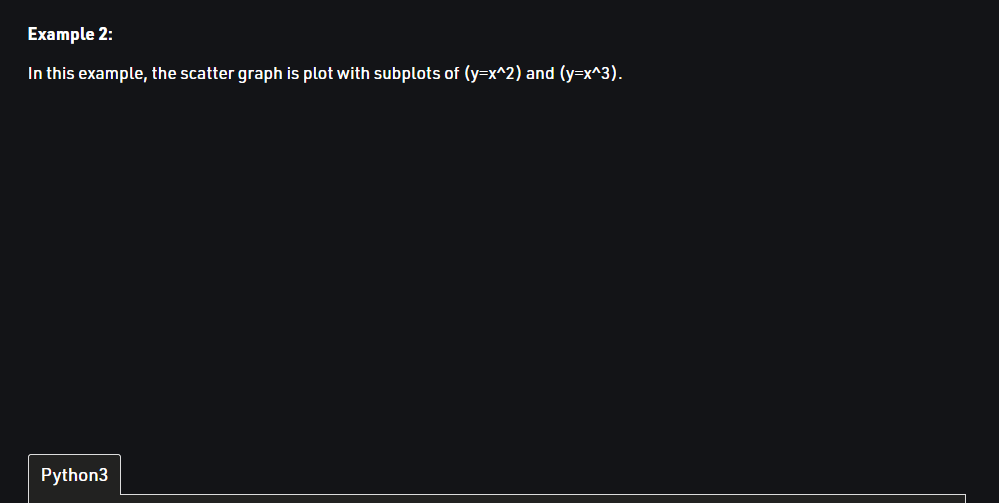 Example 2:
In this example, the scatter graph is plot with subplots of (y=x^2) and (y=x^3).
Python3